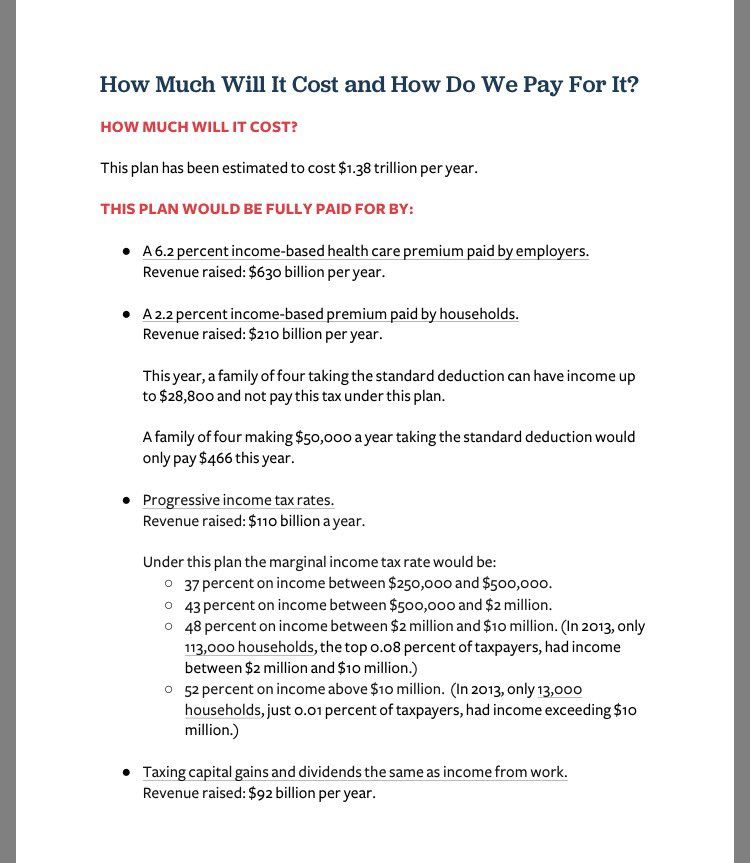 How Much Will It Cost and How Do We Pay For It?
HOW MUCH WILL IT COST?
This plan has been estimated to cost $1.38 trillion per year.
THIS PLAN WOULD BE FULLY PAID FOR BY:
● A 6.2 percent income-based health care premium paid by employers.
Revenue raised: $630 billion per year.
● A 2.2 percent income-based premium paid by households.
Revenue raised: $210 billion per year.
This year, a family of four taking the standard deduction can have income up
to $28,800 and not pay this tax under this plan.
A family of four making $50,000 a year taking the standard deduction would
only pay $466 this year.
● Progressive income tax rates.
Revenue raised: $110 billion a year.
Under this plan the marginal income tax rate would be:
○ 37 percent on income between $250,000 and $500,000.
○ 43 percent on income between $500,000 and $2 million.
○ 48 percent on income between $2 million and $10 million. (In 2013, only
113,000 households, the top 0.08 percent of taxpayers, had income
between $2 million and $10 million.)
○ 52 percent on income above $10 million. (In 2013, only 13,000
households, just 0.01 percent of taxpayers, had income exceeding $10
million.)
● Taxing capital gains and dividends the same as income from work.
Revenue raised: $92 billion per year.